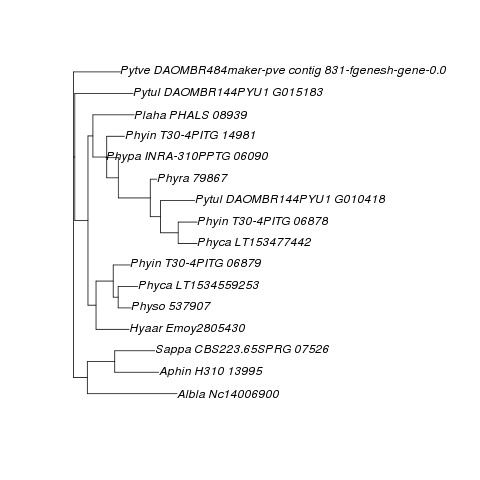 Pytve DAOMBR484maker-pve contig 831-fgenesh-gene-0.0
Pytul DAOMBR144PYU1 G015183
Plaha PHALS 08939
Phyin T30-4PITG 14981
Phypa INRA-310PPTG 06090
Phyra 79867
Pytul DAOMBR144PYU1 G010418
Phyin T30-4PITG 06878
Phyca LT153477442
Phyin T30-4PITG 06879
Phyca LT1534559253
Physo 537907
Hyaar Emoy2805430
Sappa CBS223.65SPRG 07526
Aphin H310 13995
Albla Nc14006900